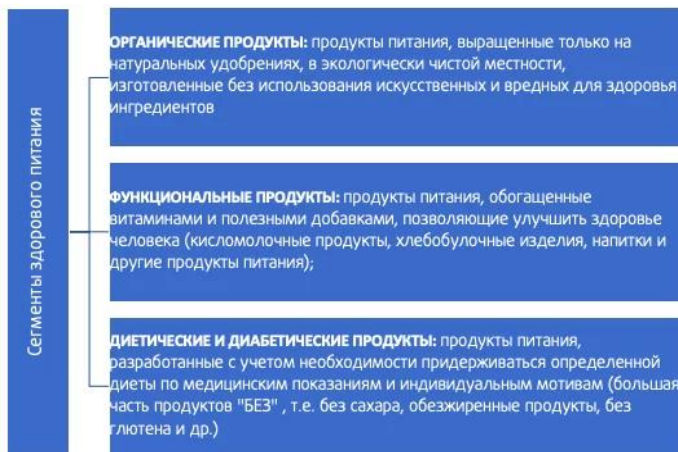 Сегменты здорового питания
ОРГАНИЧЕСКИЕ ПРОДУКТЫ: продукты питания, выращенные только на
натуральных удобрениях, в экологически чистой местности,
изготовленные без использования искусственных и вредных для здоровья
ингредиентов
ФУНКЦИОНАЛЬНЫЕ ПРОДУКТЫ: продукты питания, обогащенные
витаминами и полезными добавками, позволяющие улучшить здоровье
человека (кисломолочные продукты, хлебобулочные изделия, напитки и
другие продукты питания);
ДИЕТИЧЕСКИЕ И ДИАБЕТИЧЕСКИЕ ПРОДУКТЫ: продукты питания,
разработанные с учетом необходимости придерживаться определенной
диеты по медицинским показаниям и индивидуальным мотивам (большая
часть продуктов "БЕЗ" , т.е. без сахара, обезжиренные продукты, без
глютена и др.)